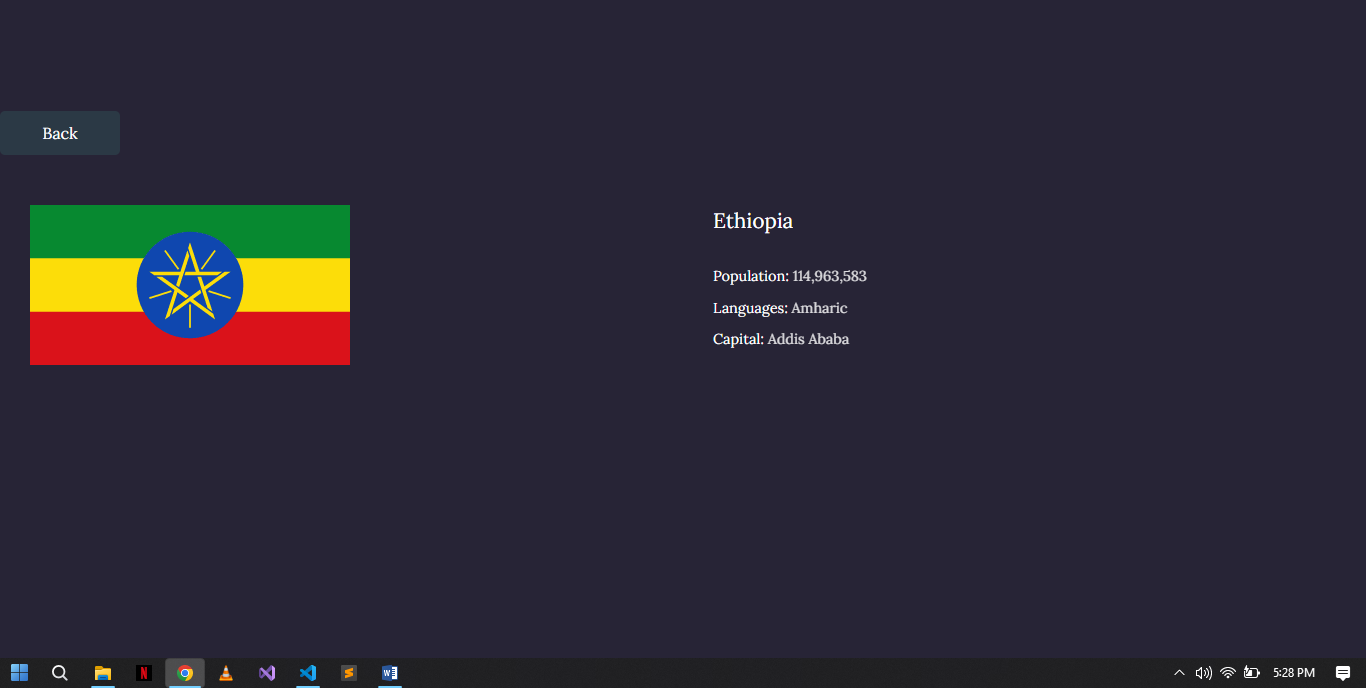 Back
Ethiopia
Population: 114,963,583
Languages: Amharic
Capital: Addis Ababa
5:28 PM